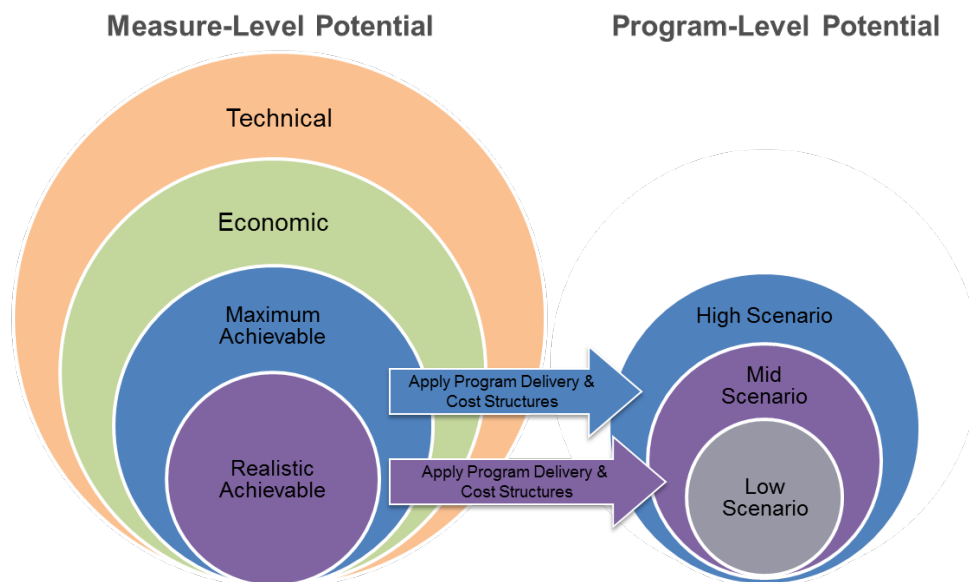 Measure-Level Potential
Program-Level Potential
Technical
Economic
Maximum
Achievable
Realistic
Achievable
Apply Program Delivery &
Cost Structures
Apply Program Delivery &
Cost Structures
High Scenario
Mid
Scenario
Low
Scenario